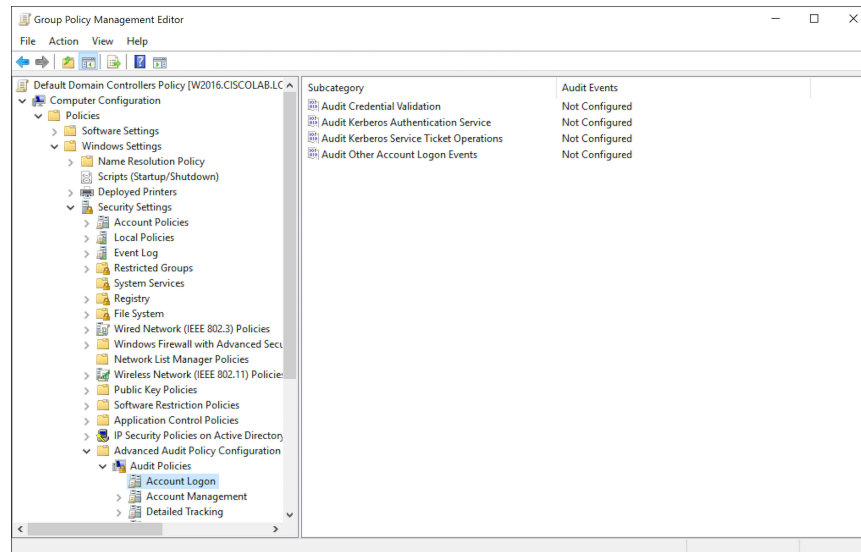 Group Policy Management Editor
File Action View Help
Default Domain Controllers Policy [W2016.CISCOLAB.LC
Computer Configuration
Policies
Software Settings
Windows Settings
Name Resolution Policy
Scripts (Startup/Shutdown)
Deployed Printers
Security Settings
Account Policies
Local Policies
Event Log
Restricted Groups
System Services
Registry
File System
Wired Network (IEEE 802.3) Policies
Windows Firewall with Advanced Secu
Network List Manager Policies
Wireless Network (IEEE 802.11) Policie
Public Key Policies
Software Restriction Policies
Application Control Policies
IP Security Policies on Active Directory
Advanced Audit Policy Configuration
Audit Policies
Account Logon
Account Management
Detailed Tracking
Subcategory Audit Events
Audit Credential Validation Not Configured
Audit Kerberos Authentication Service Not Configured
Audit Kerberos Service Ticket Operations Not Configured
Audit Other Account Logon Events Not Configured